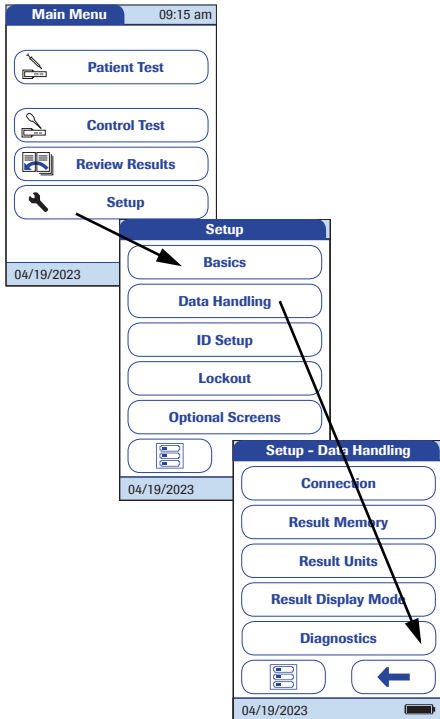 Main Menu 09:15 am
Patient Test
Control Test
Review Results
Setup
04/19/2023
Setup
Basics
Data Handling
ID Setup
Lockout
Optional Screens
04/19/2023
Setup - Data Handling
Connection
Result Memory
Result Units
Result Display Mode
Diagnostics
04/19/2023